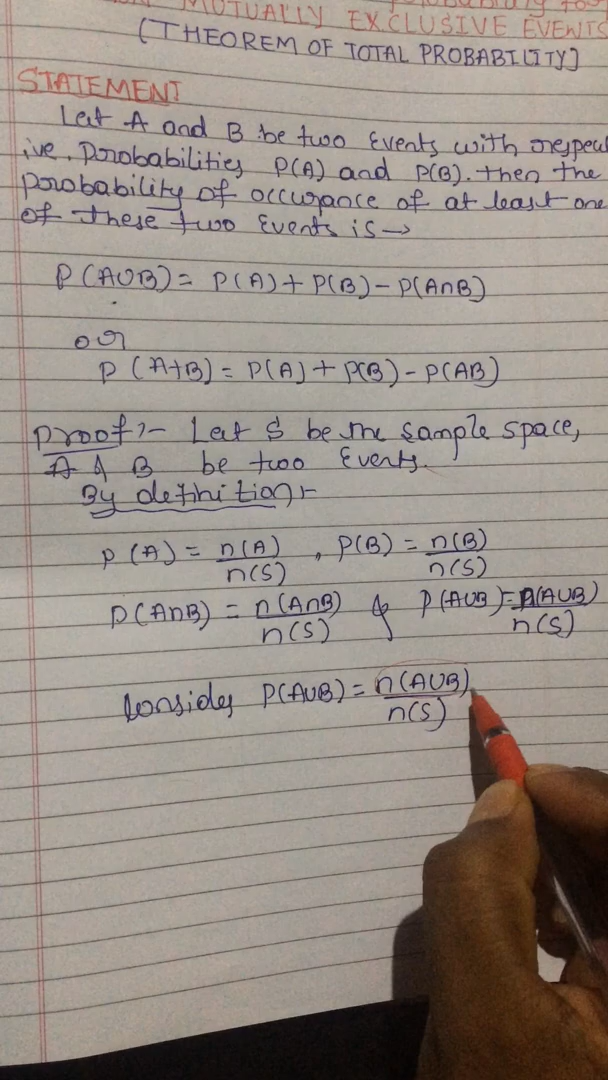 MUTUALLY EXCLUSIVE EVENTS
(THEOREM OF TOTAL PROBABILITY)
STATEMENT
Let A and B be two Events with respect
ive. probabilities P(A) and P(B). then the
probability of occurance of at least one
of these two Events is →
P(A∪B) = P(A) + P(B) - P(A∩B)
or
P(A+B) = P(A) + P(B) - P(AB)
Proof :- Let S be the sample space,
A & B be two Events.
By definition :-
P(A) = n(A)/n(S) , P(B) = n(B)/n(S)
P(A∩B) = n(A∩B)/n(S) & P(A∪B) = n(A∪B)/n(S)
Consider P(A∪B) = n(A∪B)/n(S)